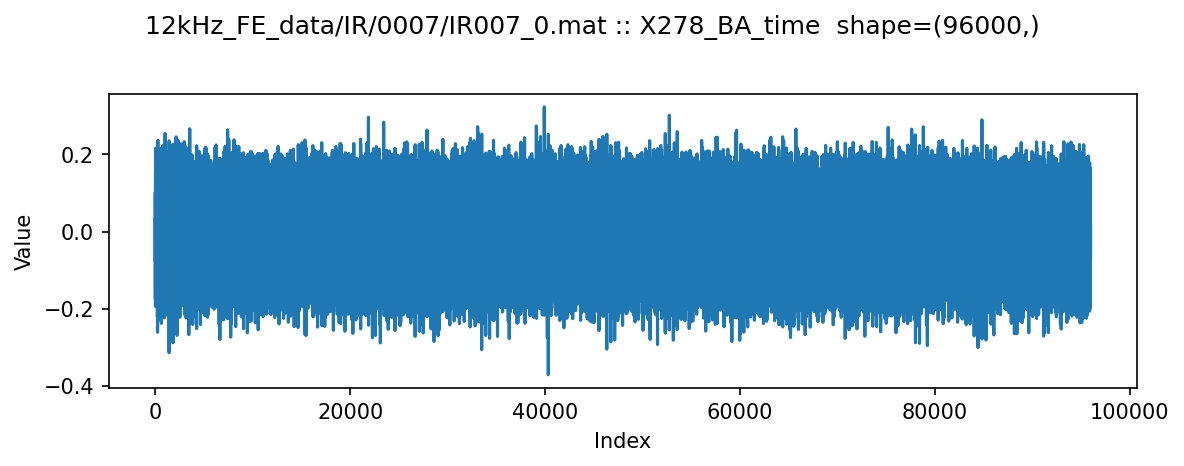 12kHz_FE_data/IR/0007/IR007_0.mat :: X278_BA_time  shape=(96000,)
0.2
0.0
−0.2
−0.4
Value
0 20000 40000 60000 80000 100000
Index